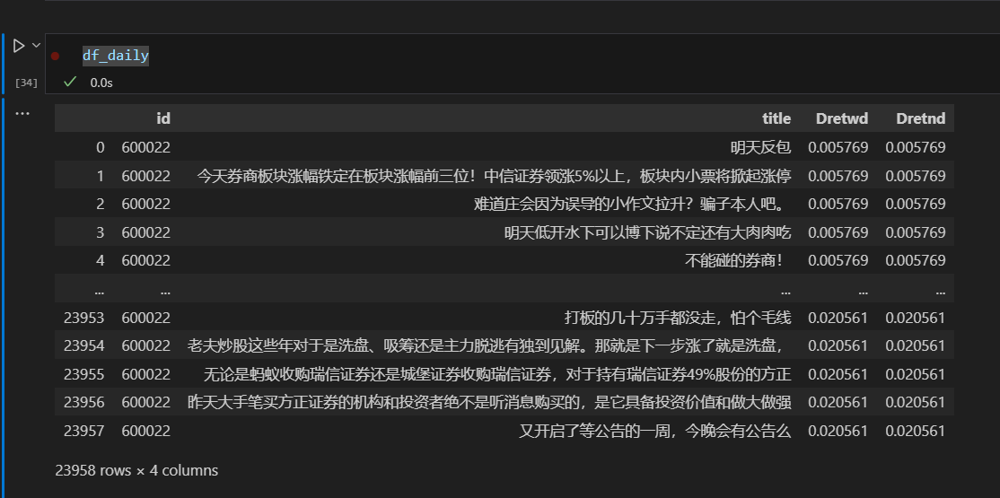 df_daily
[34]
0.0s
...
id title Dretwd Dretnd
0 600022 明天反包 0.005769 0.005769
1 600022 今天券商板块涨幅铁定在板块涨幅前三位！中信证券领涨5%以上，板块内小票将掀起涨停 0.005769 0.005769
2 600022 难道庄会因为误导的小作文拉升？骗子本人吧。 0.005769 0.005769
3 600022 明天低开水下可以博下说不定还有大肉肉吃 0.005769 0.005769
4 600022 不能碰的券商！ 0.005769 0.005769
... ... ... ... ...
23953 600022 打板的几十万手都没走，怕个毛线 0.020561 0.020561
23954 600022 老夫炒股这些年对于是洗盘、吸筹还是主力脱逃有独到见解。那就是下一步涨了就是洗盘， 0.020561 0.020561
23955 600022 无论是蚂蚁收购瑞信证券还是城堡证券收购瑞信证券，对于持有瑞信证券49%股份的方正 0.020561 0.020561
23956 600022 昨天大手笔买方正证券的机构和投资者绝不是听消息购买的，是它具备投资价值和做大做强 0.020561 0.020561
23957 600022 又开启了等公告的一周，今晚会有公告么 0.020561 0.020561
23958 rows × 4 columns